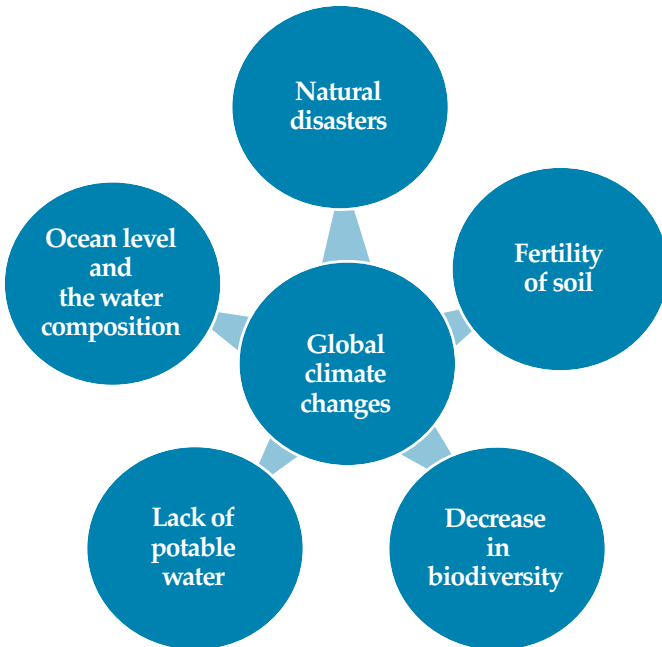 Natural
disasters
Ocean level
and
the water
composition
Fertility
of soil
Global
climate
changes
Lack of
potable
water
Decrease
in
biodiversity